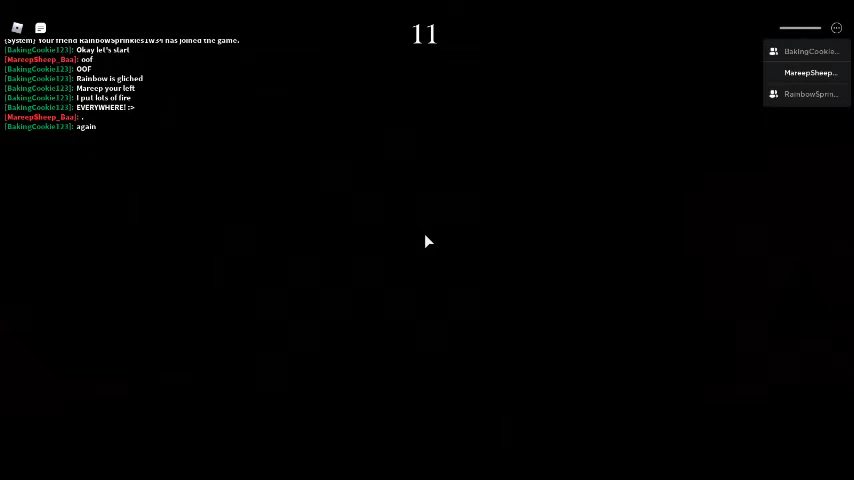 11
{System} Your friend RainbowSprinkles1w34 has joined the game.
[BakingCookie123]: Okay let's start
[MareepSheep_Baa]: oof
[BakingCookie123]: OOF
[BakingCookie123]: Rainbow is gliched
[BakingCookie123]: Mareep your left
[BakingCookie123]: I put lots of fire
[BakingCookie123]: EVERYWHERE! :>
[MareepSheep_Baa]: .
[BakingCookie123]: again
BakingCookie...
MareepSheep...
RainbowSprin...